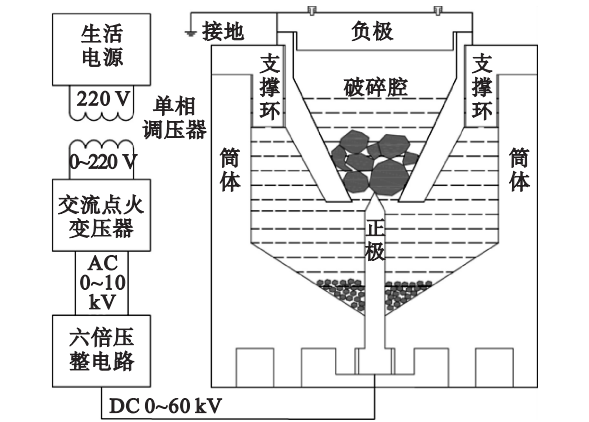 生活
电源
220 V
单相
调压器
0~220 V
交流点火
变压器
AC
0~10
kV
六倍压
整电路
DC 0~60 kV
接地
负极
支撑环
破碎腔
支撑环
筒体
筒体
正极